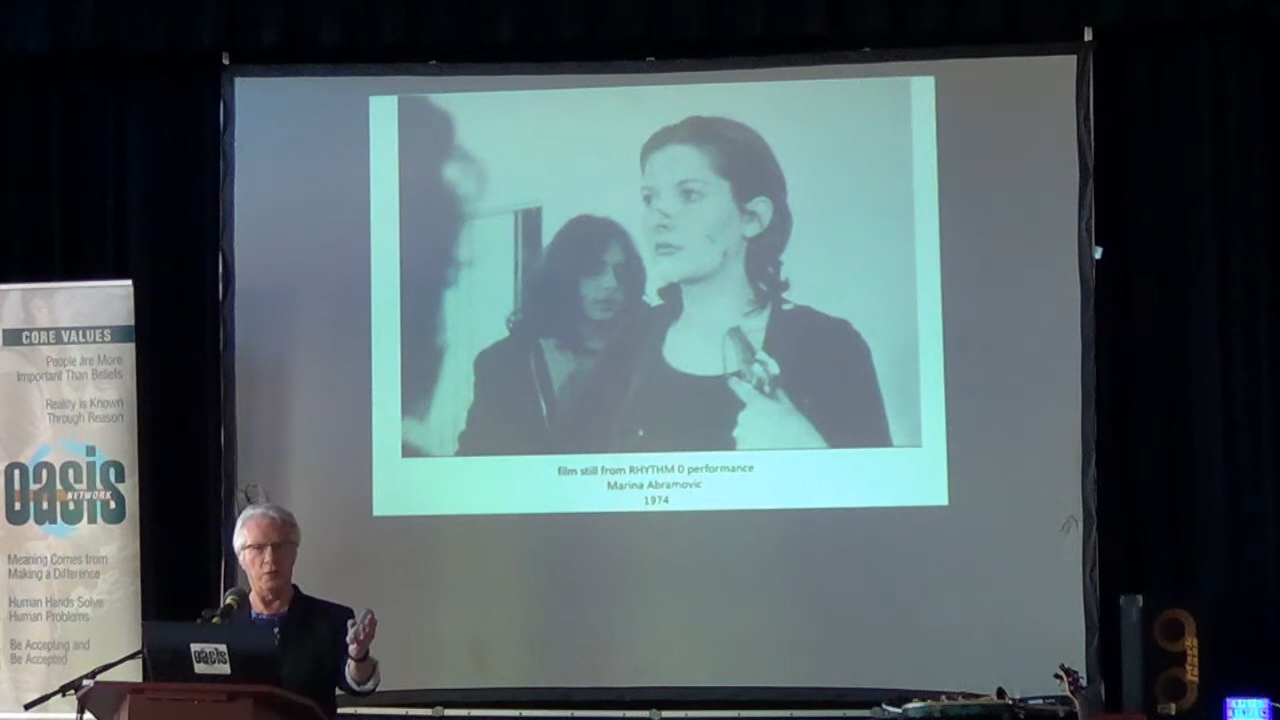 CORE VALUES
People are More
Important Than Beliefs
Reality is Known
Through Reason
oasis
NETWORK
Meaning Comes from
Making a Difference
Human Hands Solve
Human Problems
Be Accepting and
Be Accepted
oasis
film still from RHYTHM 0 performance
Marina Abramovic
1974